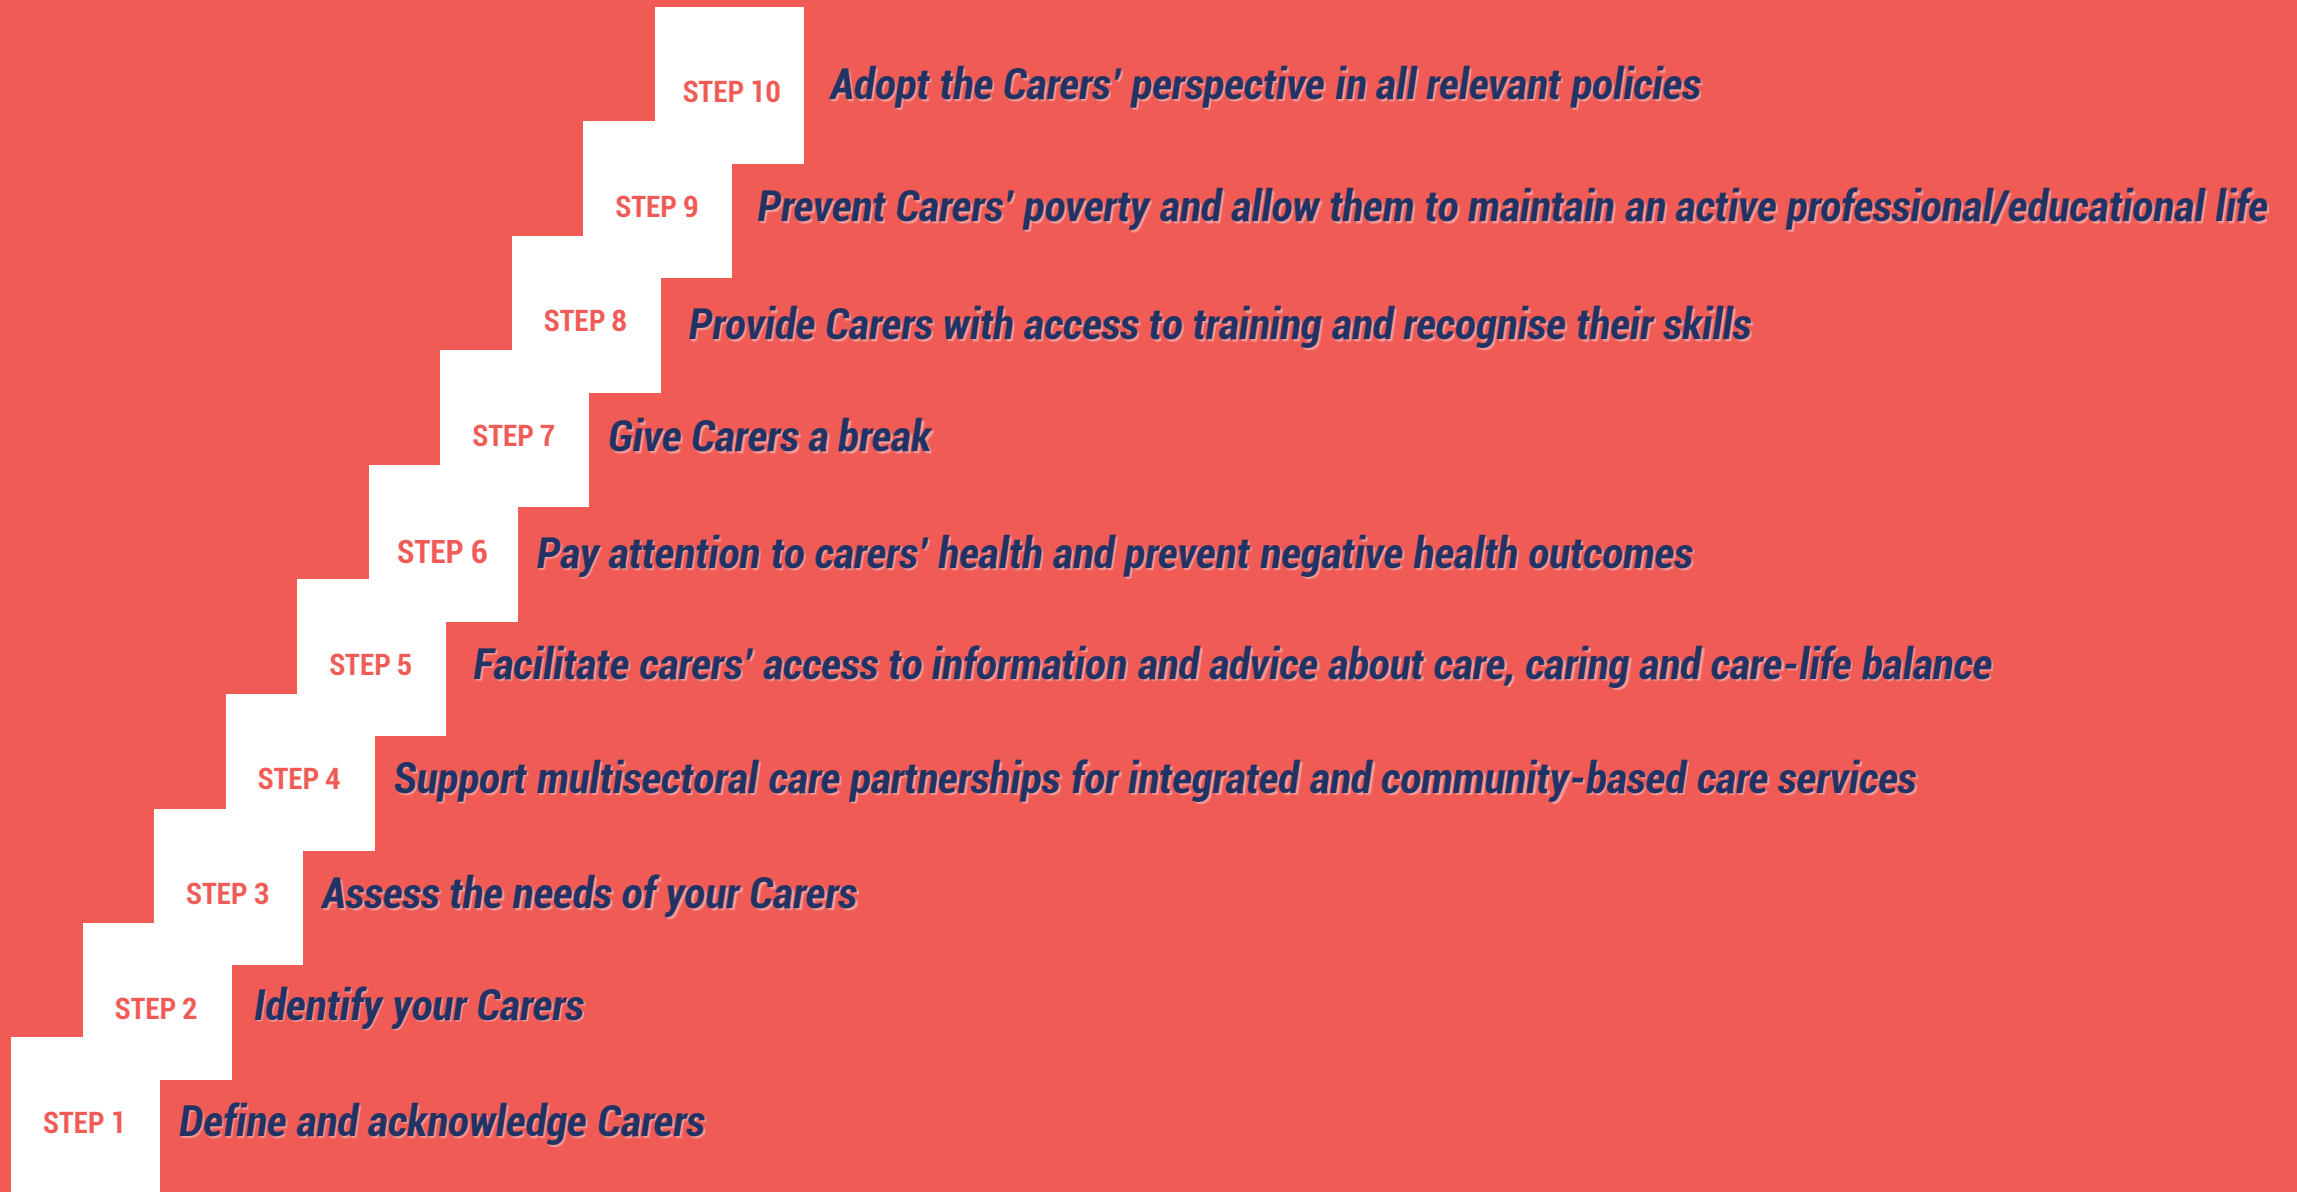 STEP 10 Adopt the Carers’ perspective in all relevant policies
STEP 9 Prevent Carers’ poverty and allow them to maintain an active professional/educational life
STEP 8 Provide Carers with access to training and recognise their skills
STEP 7 Give Carers a break
STEP 6 Pay attention to carers’ health and prevent negative health outcomes
STEP 5 Facilitate carers’ access to information and advice about care, caring and care-life balance
STEP 4 Support multisectoral care partnerships for integrated and community-based care services
STEP 3 Assess the needs of your Carers
STEP 2 Identify your Carers
STEP 1 Define and acknowledge Carers